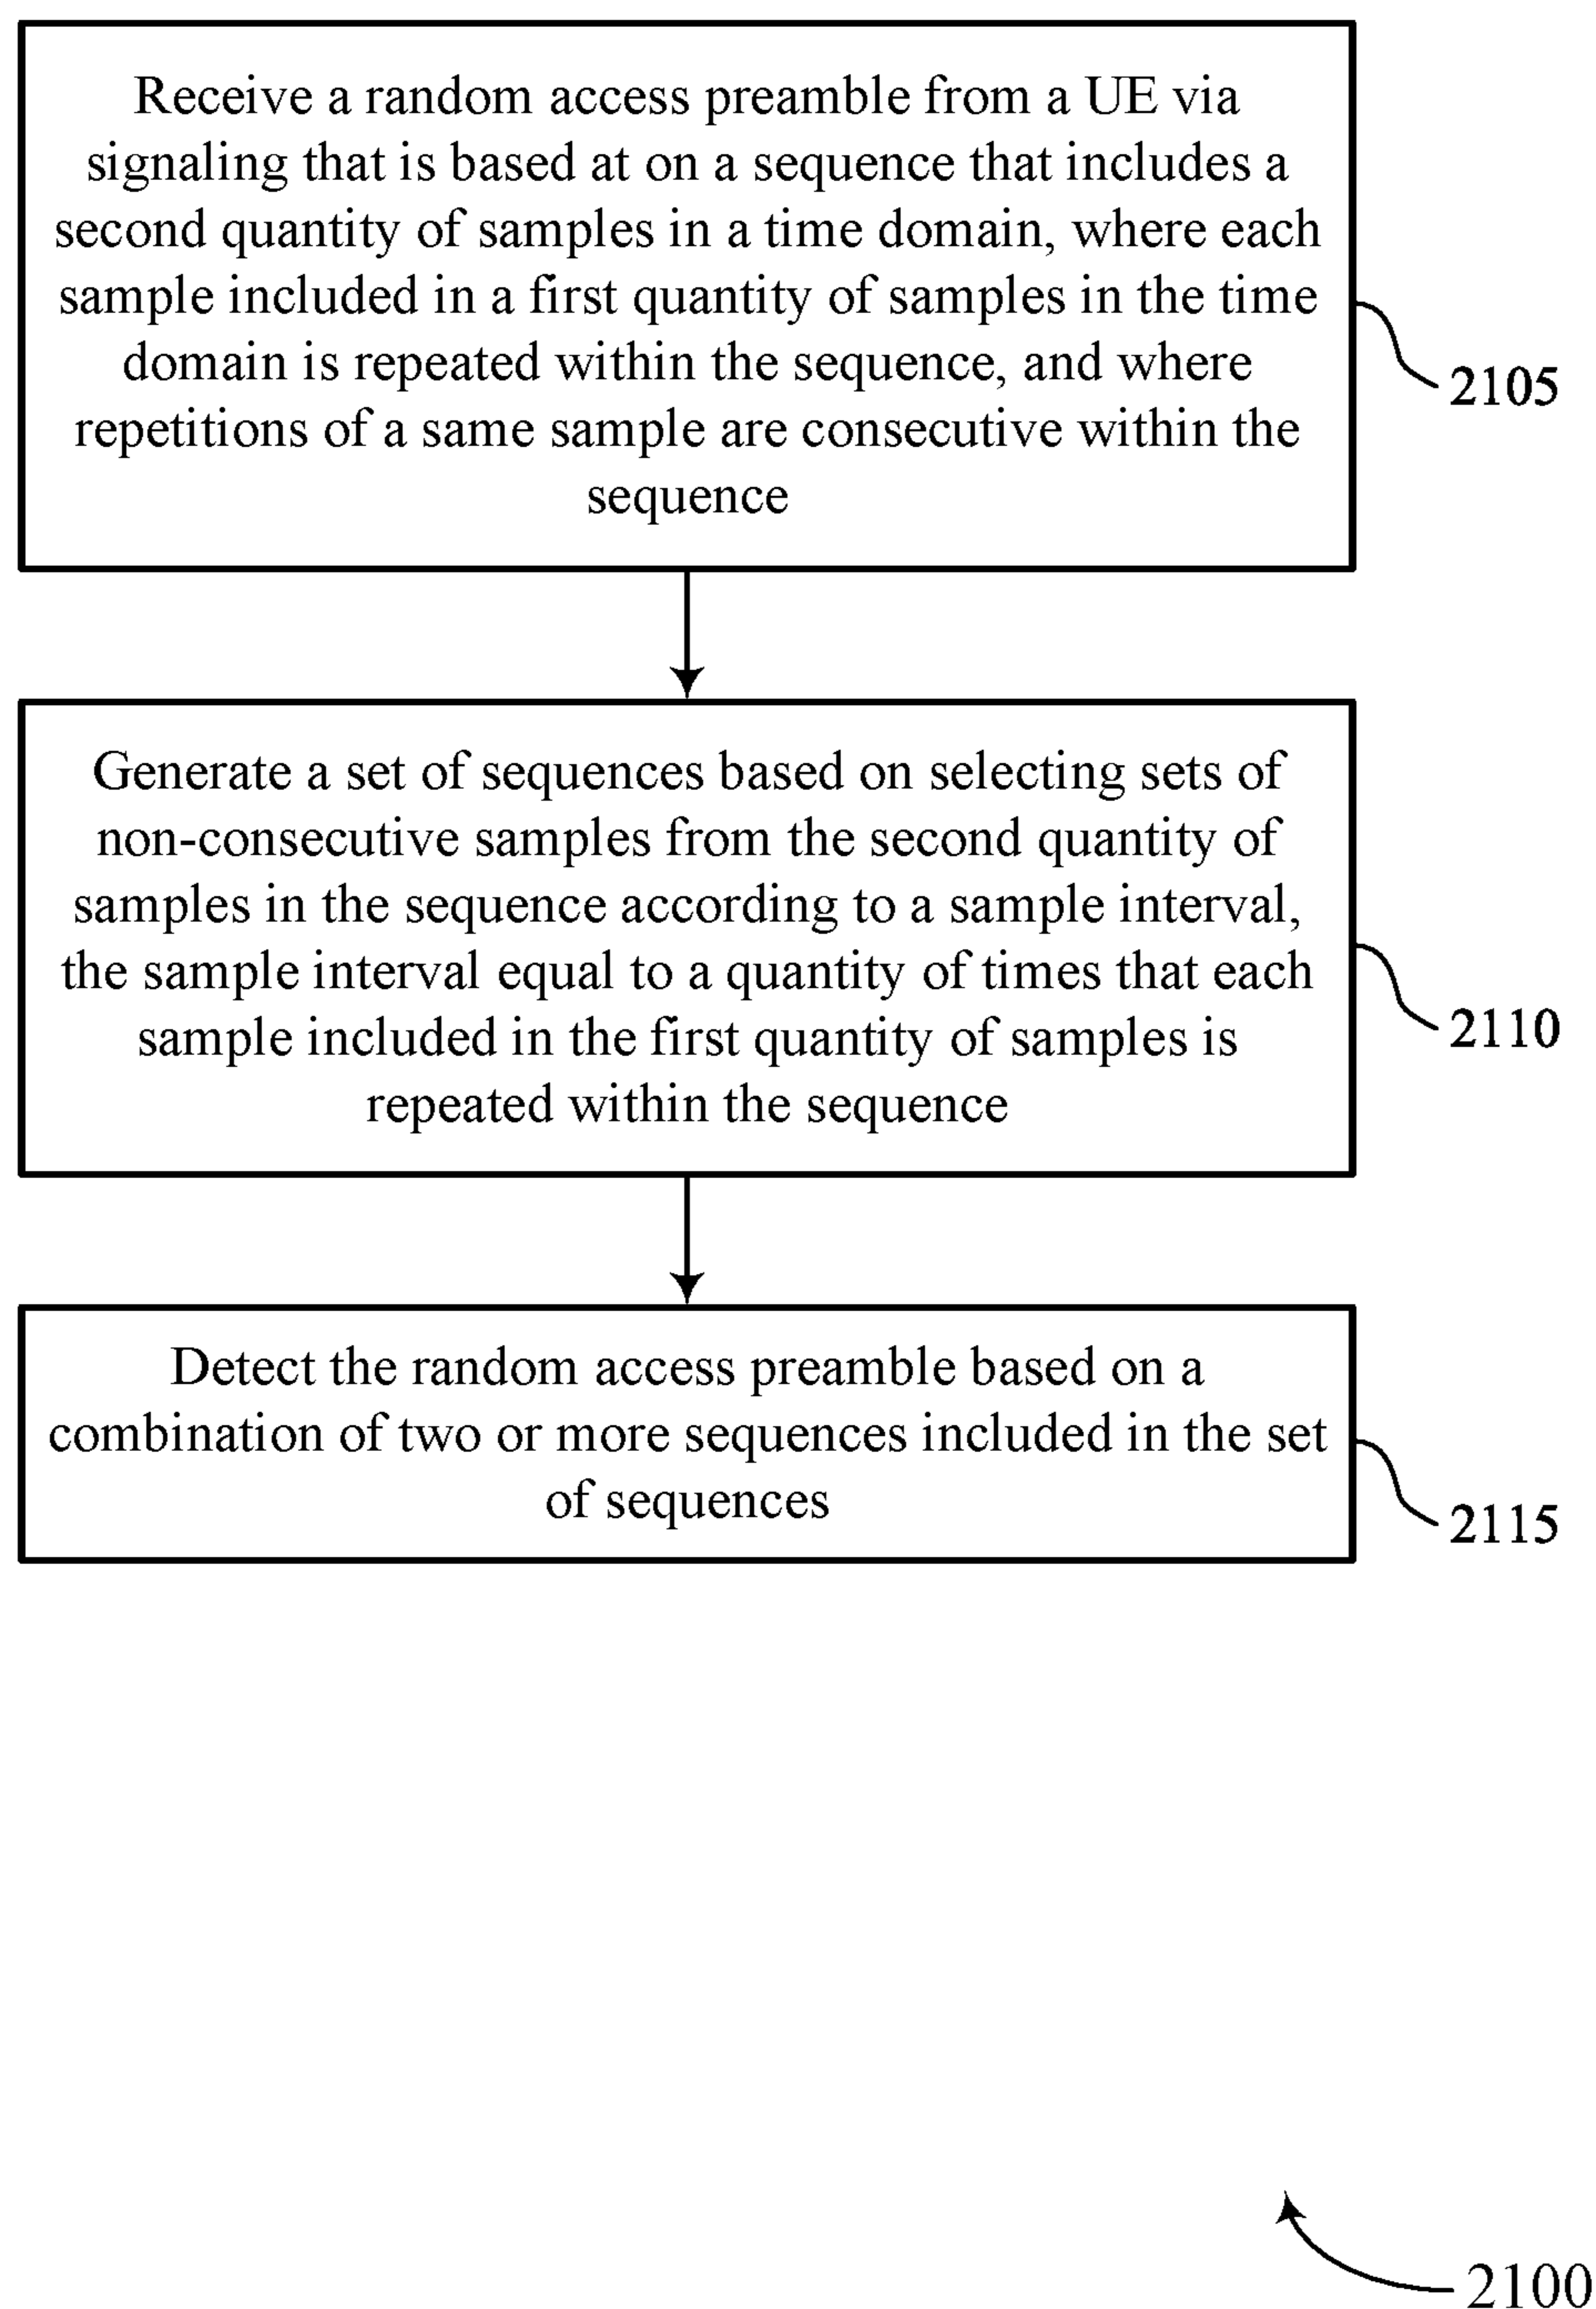 Receive a random access preamble from a UE via
signaling that is based at on a sequence that includes a
second quantity of samples in a time domain, where each
sample included in a first quantity of samples in the time
domain is repeated within the sequence, and where
repetitions of a same sample are consecutive within the
sequence
2105
Generate a set of sequences based on selecting sets of
non-consecutive samples from the second quantity of
samples in the sequence according to a sample interval,
the sample interval equal to a quantity of times that each
sample included in the first quantity of samples is
repeated within the sequence
2110
Detect the random access preamble based on a
combination of two or more sequences included in the set
of sequences
2115
2100